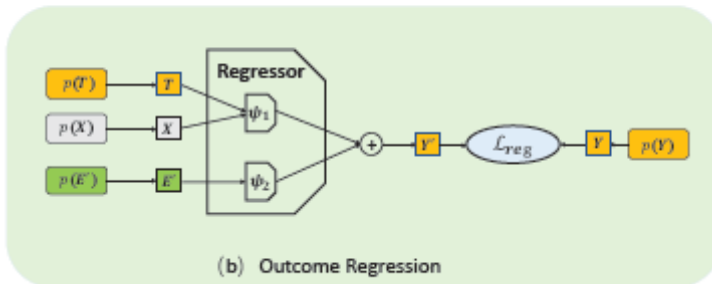 Regressor
p(T) T
ψ1
p(X) X
+ Y' ℒreg Y p(Y)
p(E') E' ψ2
(b) Outcome Regression